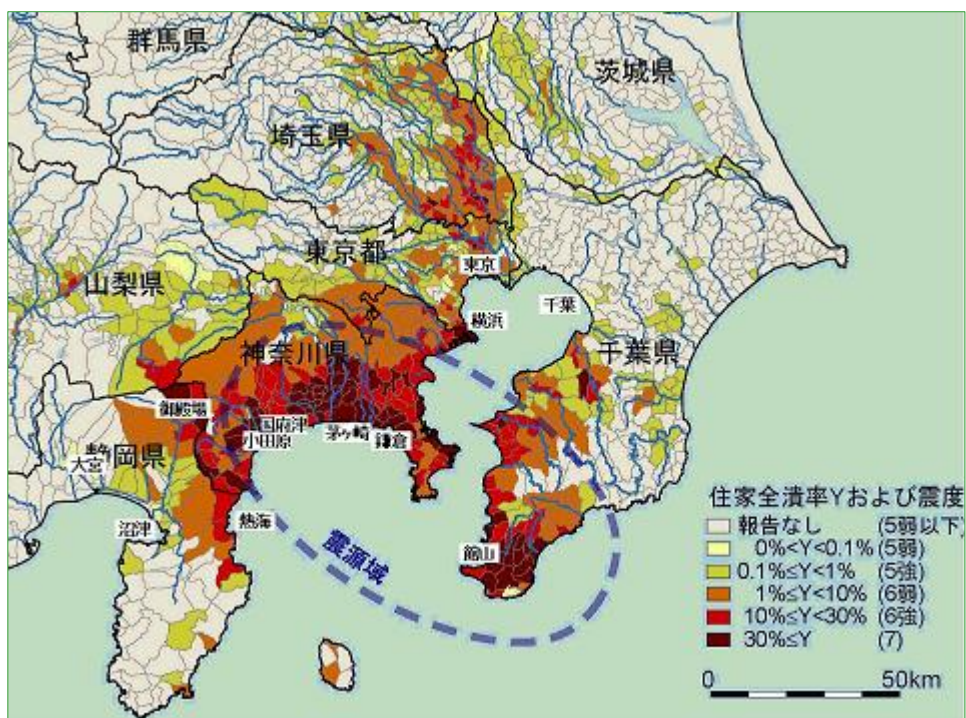 群馬県
茨城県
埼玉県
東京都
東京
山梨県
千葉
横浜
千葉県
神奈川県
御殿場
国府津
小田原
茅ヶ崎
鎌倉
静岡県
大宮
沼津
熱海
館山
震源域
住家全潰率Yおよび震度
報告なし (5弱以下)
0%<Y<0.1% (5弱)
0.1%≤Y<1% (5強)
1%≤Y<10% (6弱)
10%≤Y<30% (6強)
30%≤Y (7)
0 50km